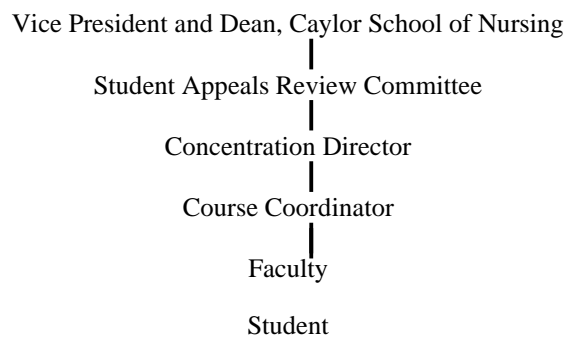 Vice President and Dean, Caylor School of Nursing
Student Appeals Review Committee
Concentration Director
Course Coordinator
Faculty
Student